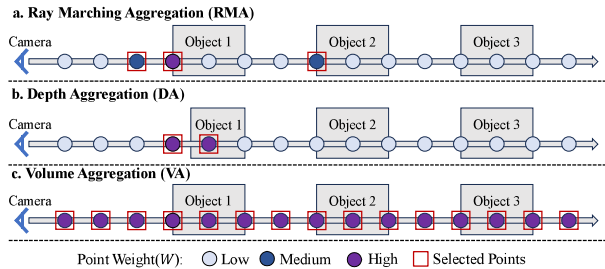 a. Ray Marching Aggregation (RMA)
Camera
Object 1
Object 2
Object 3
b. Depth Aggregation (DA)
Camera
Object 1
Object 2
Object 3
c. Volume Aggregation (VA)
Camera
Object 1
Object 2
Object 3
Point Weight(W): Low Medium High Selected Points